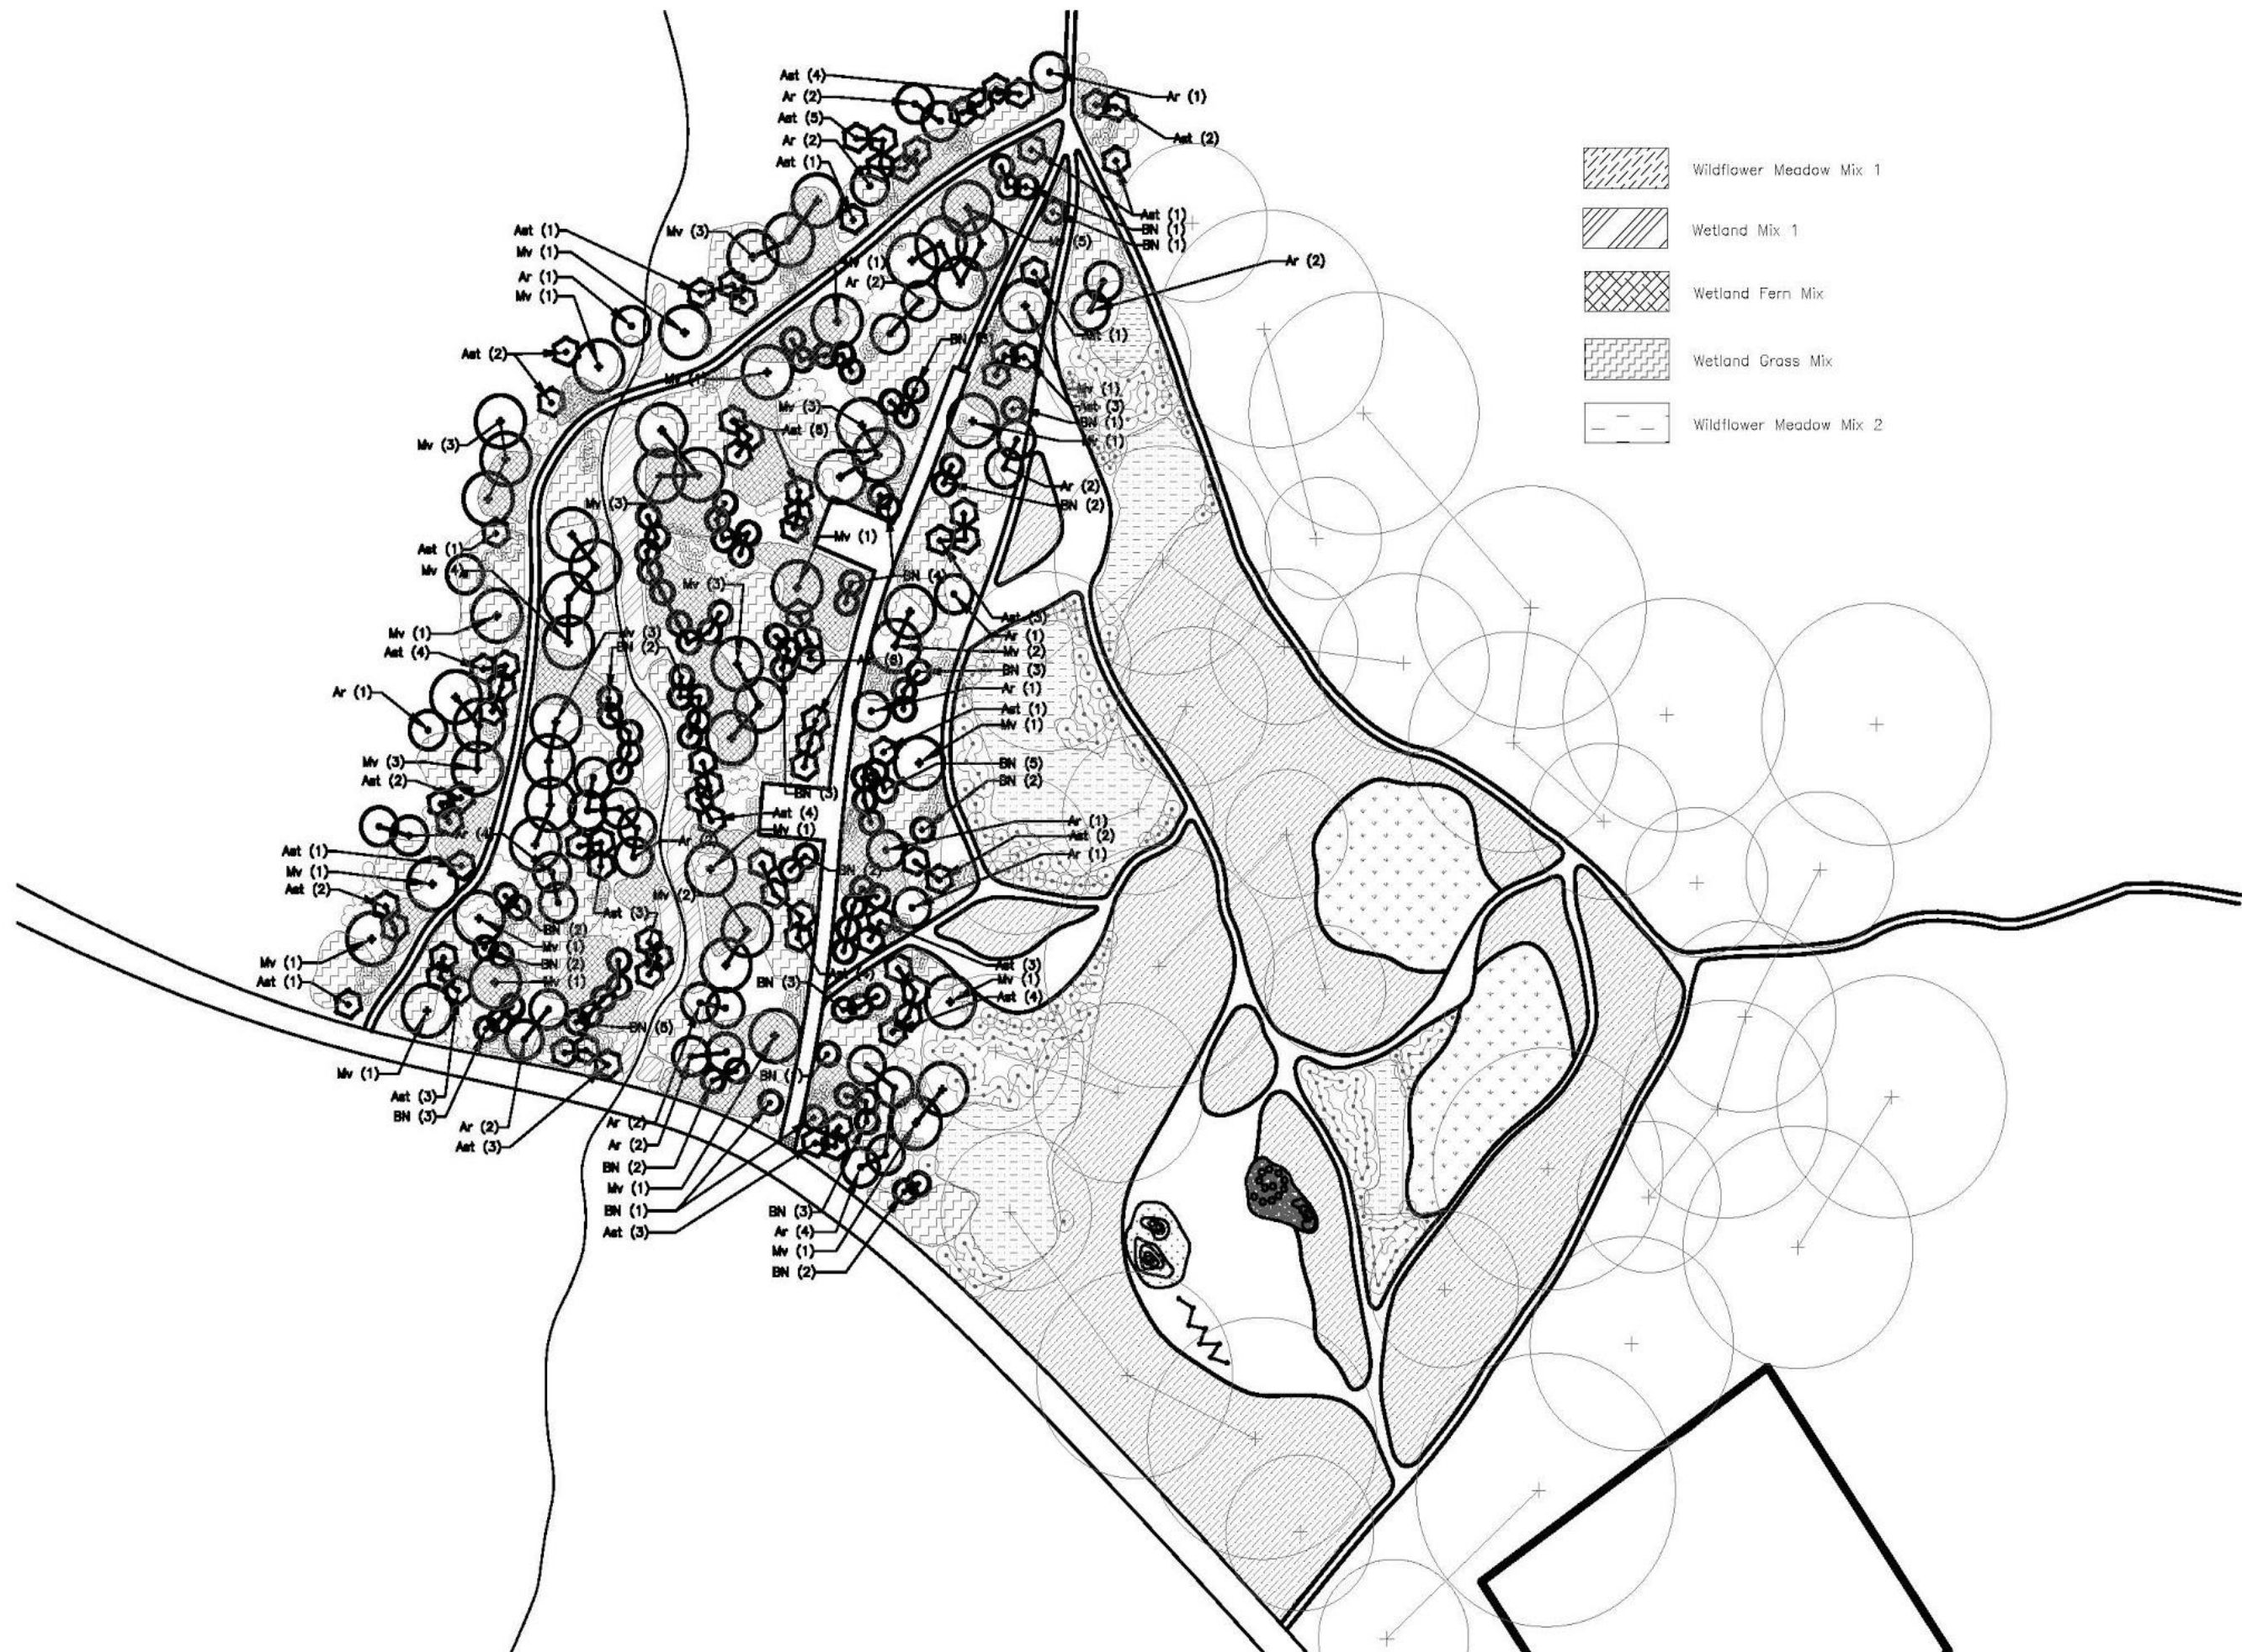 Ast (4)
Ar (2)
Ar (1)
Ast (5)
Ast (2)
Ar (2)
Ast (1)
Ast (1)
BN (1)
BN (1)
Ast (1)
Mv (3)
Mv (1)
Ar (1)
Mv (1)
Mv (1)
Ar (2)
Ar (2)
Ast (2)
Ast (1)
Mv (1)
Mv (1)
Ast (3)
BN (1)
Mv (3)
Mv (3)
Ast (6)
Ar (2)
BN (2)
Mv (3)
Ast (1)
Mv (1)
Mv (3)
BN (4)
Mv (1)
Ast (4)
Mv (3)
BN (2)
Ast (3)
Ar (1)
Mv (2)
BN (3)
Ar (1)
Ar (1)
Ast (1)
Mv (1)
Mv (3)
Ast (2)
BN (5)
BN (2)
BN (3)
Ast (4)
Mv (1)
Ar (1)
Ast (2)
Ar (1)
Ar (4)
Ast (1)
Mv (1)
Ast (2)
BN (2)
Mv (2)
Ast (3)
BN (2)
Mv (1)
BN (2)
Mv (1)
Ast (1)
Mv (1)
Ast (3)
Mv (1)
Ast (4)
BN (3)
BN (5)
Mv (1)
Ast (3)
BN (3)
Ar (2)
Ast (3)
Ar (2)
Ar (2)
BN (2)
Mv (1)
BN (1)
Ast (3)
BN (3)
Ar (4)
Mv (1)
BN (2)
Wildflower Meadow Mix 1
Wetland Mix 1
Wetland Fern Mix
Wetland Grass Mix
Wildflower Meadow Mix 2